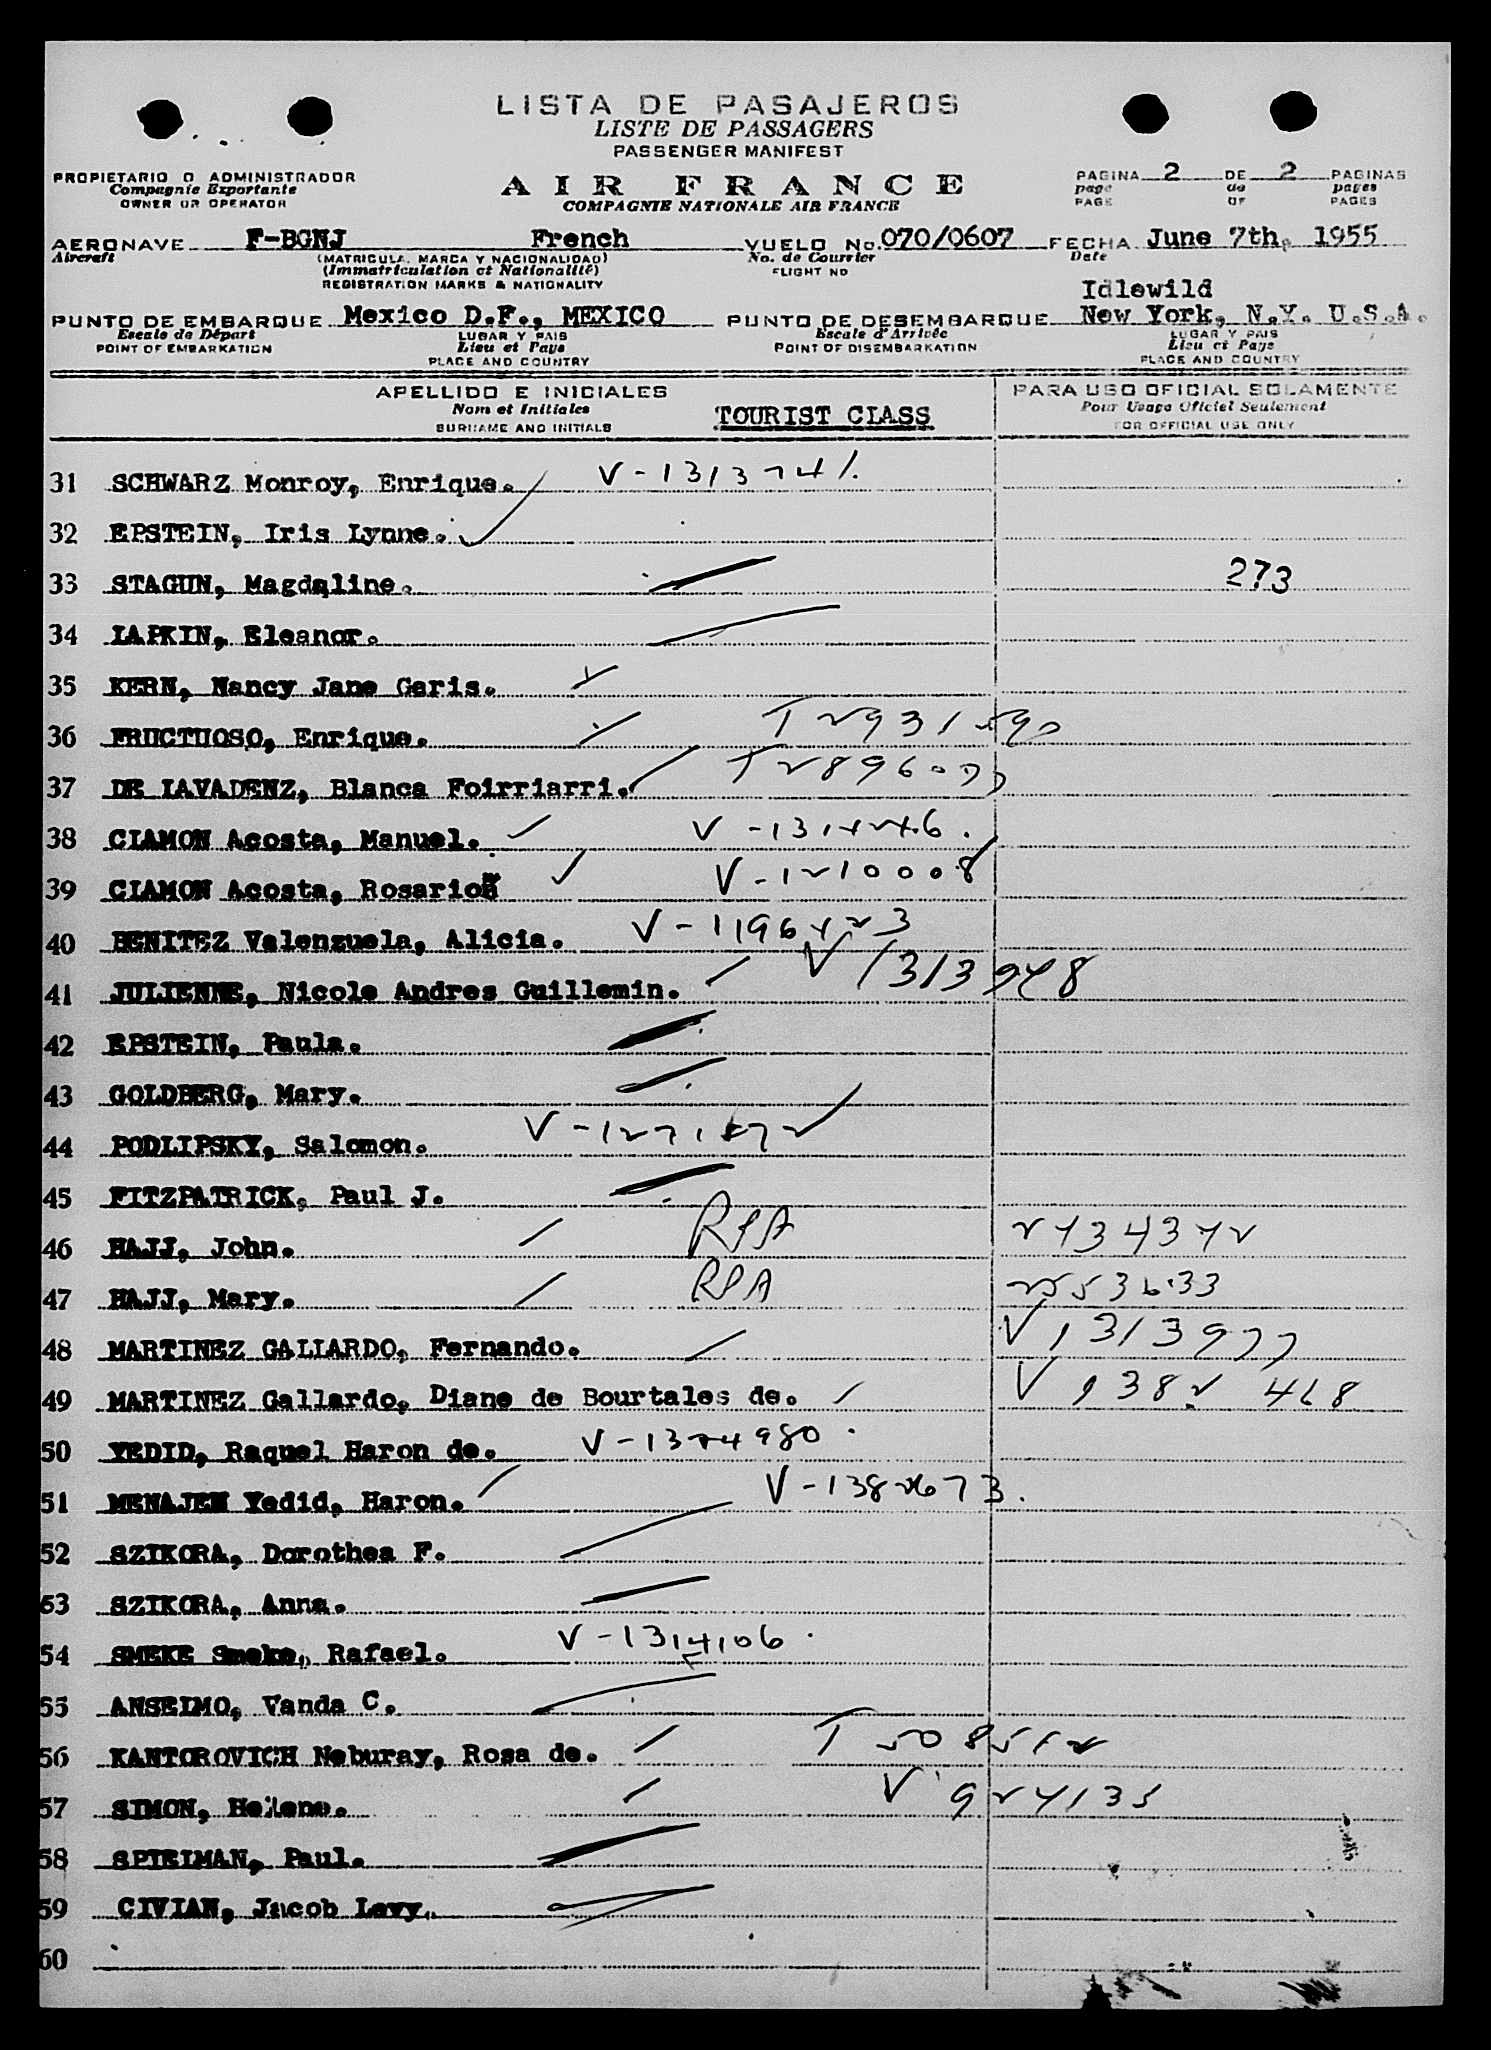 LISTA DE PASAJEROS
LISTE DE PASSAGERS
PASSENGER MANIFEST
PROPIETARIO O ADMINISTRADOR
Compagnie Exportante
OWNER OR OPERATOR
AIR FRANCE
COMPAGNIE NATIONALE AIR FRANCE
PAGINA 2 DE 2 PAGINAS
page de pages
PAGE OF PAGES
AERONAVE F-BGNJ French VUELO No. 070/0607 FECHA June 7th, 1955
Aircraft (MATRICULA, MARCA Y NACIONALIDAD) No. de Courrier Date
(Immatriculation et Nationalité) FLIGHT NO
REGISTRATION MARKS & NATIONALITY
Idlewild
PUNTO DE EMBARQUE Mexico D.F., MEXICO PUNTO DE DESEMBARQUE New York, N.Y. U.S.A.
Escale de Départ LUGAR Y PAIS Escale d'Arrivée LUGAR Y PAIS
POINT OF EMBARKATION Lieu et Pays POINT OF DISEMBARKATION Lieu et Pays
PLACE AND COUNTRY PLACE AND COUNTRY
APELLIDO E INICIALES PARA USO OFICIAL SOLAMENTE
Nom et Initiales TOURIST CLASS Pour Usage Officiel Seulement
SURNAME AND INITIALS FOR OFFICIAL USE ONLY
31 SCHWARZ Monroy, Enrique. V-1313741.
32 EPSTEIN, Iris Lynne.
33 STAGUN, Magdaline. 273
34 LAPKIN, Eleanor.
35 KERN, Nancy Jane Garis.
36 FRUCTUOSO, Enrique.
37 DE LAVADENZ, Blanca Foirriarri.
38 CIAMON Acosta, Manuel.
39 CIAMON Acosta, Rosario V-1210008
40 BENITEZ Valenzuela, Alicia.
41 JULIENNE, Nicole Andres Guillemin. V 1313948
42 EPSTEIN, Paula.
43 GOLDBERG, Mary.
44 PODLIPSKY, Salomon.
45 FITZPATRICK, Paul J.
46 HAJJ, John.
47 HAJJ, Mary. 2553633
48 MARTINEZ GALLARDO, Fernando. V 1313977
49 MARTINEZ Gallardo, Diane de Bourtales de. V 1382 468
50 YEDID, Raquel Haron de. V-1374980
51 MENAJEM Yedid, Haron. V-1382673.
52 SZIKORA, Dorothea F.
53 SZIKORA, Anna.
54 SMEKE Smeke, Rafael. V-1314106
55 ANSELMO, Vanda C.
56 KANTOROVICH Neburay, Rosa de.
57 SIMON, Helene.
58 SPIELMAN, Paul.
59 CIVIAN, Jacob Levy.
60